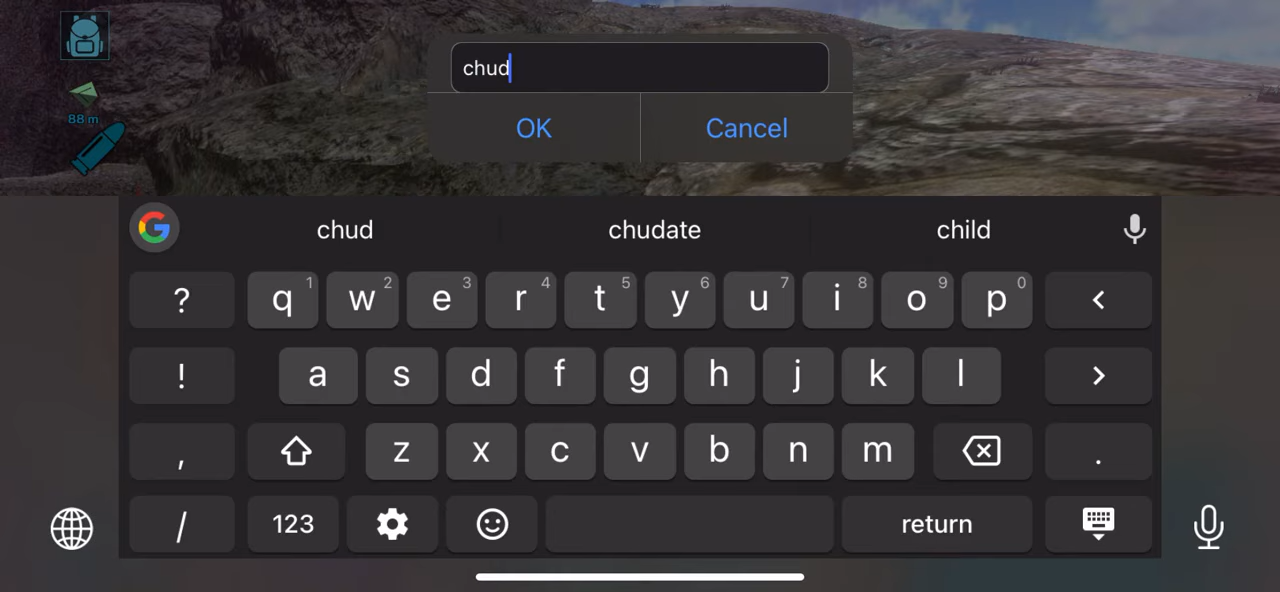 chud
88 m
OK Cancel
chud chudate child
? q 1 w 2 e 3 r 4 t 5 y 6 u 7 i 8 o 9 p 0 <
! a s d f g h j k l >
, z x c v b n m .
/ 123 return